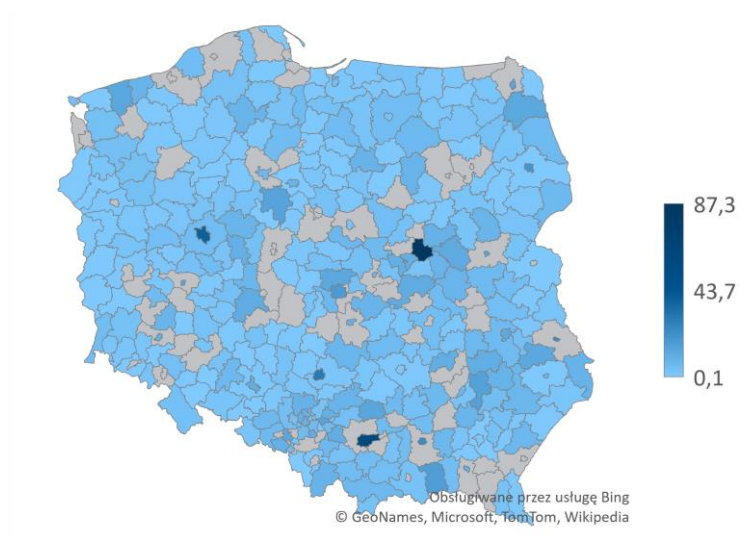 87,3
43,7
0,1
Obsługiwane przez usługę Bing
© GeoNames, Microsoft, TomTom, Wikipedia